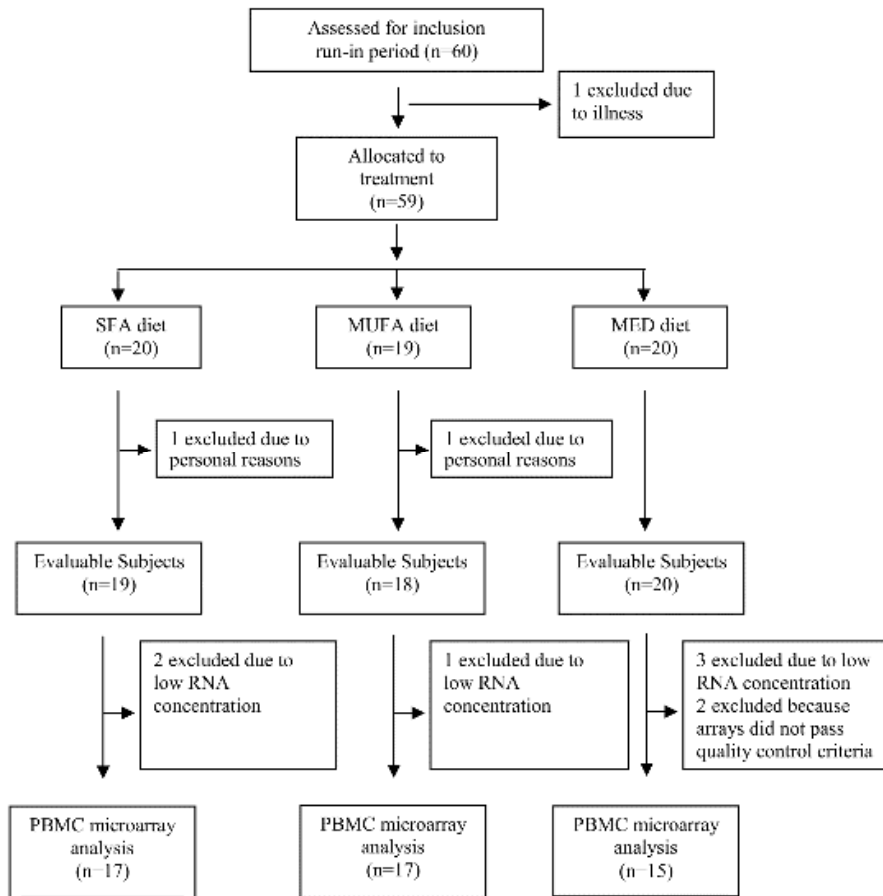 Assessed for inclusion
run-in period (n=60)
1 excluded due
to illness
Allocated to
treatment
(n=59)
SFA diet
(n=20)
MUFA diet
(n=19)
MED diet
(n=20)
1 excluded due to
personal reasons
1 excluded due to
personal reasons
Evaluable Subjects
(n=19)
Evaluable Subjects
(n=18)
Evaluable Subjects
(n=20)
2 excluded due to
low RNA
concentration
1 excluded due to
low RNA
concentration
3 excluded due to low
RNA concentration
2 excluded because
arrays did not pass
quality control criteria
PBMC microarray
analysis
(n=17)
PBMC microarray
analysis
(n=17)
PBMC microarray
analysis
(n=15)